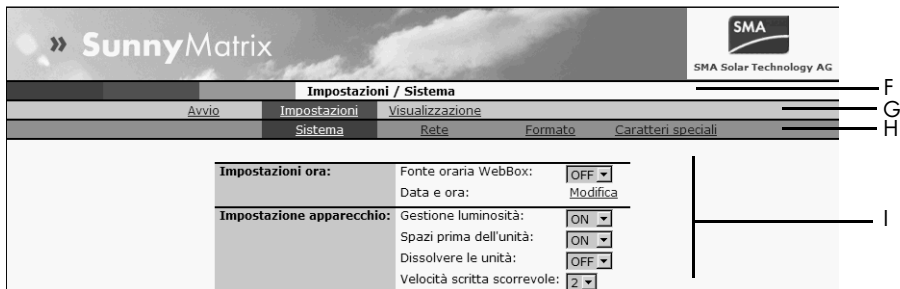 » SunnyMatrix
SMA
SMA Solar Technology AG
Impostazioni / Sistema F
Avvio Impostazioni Visualizzazione G
Sistema Rete Formato Caratteri speciali H
Impostazioni ora: Fonte oraria WebBox: OFF
Data e ora: Modifica
Impostazione apparecchio: Gestione luminosità: ON I
Spazi prima dell'unità: ON
Dissolvere le unità: OFF
Velocità scritta scorrevole: 2